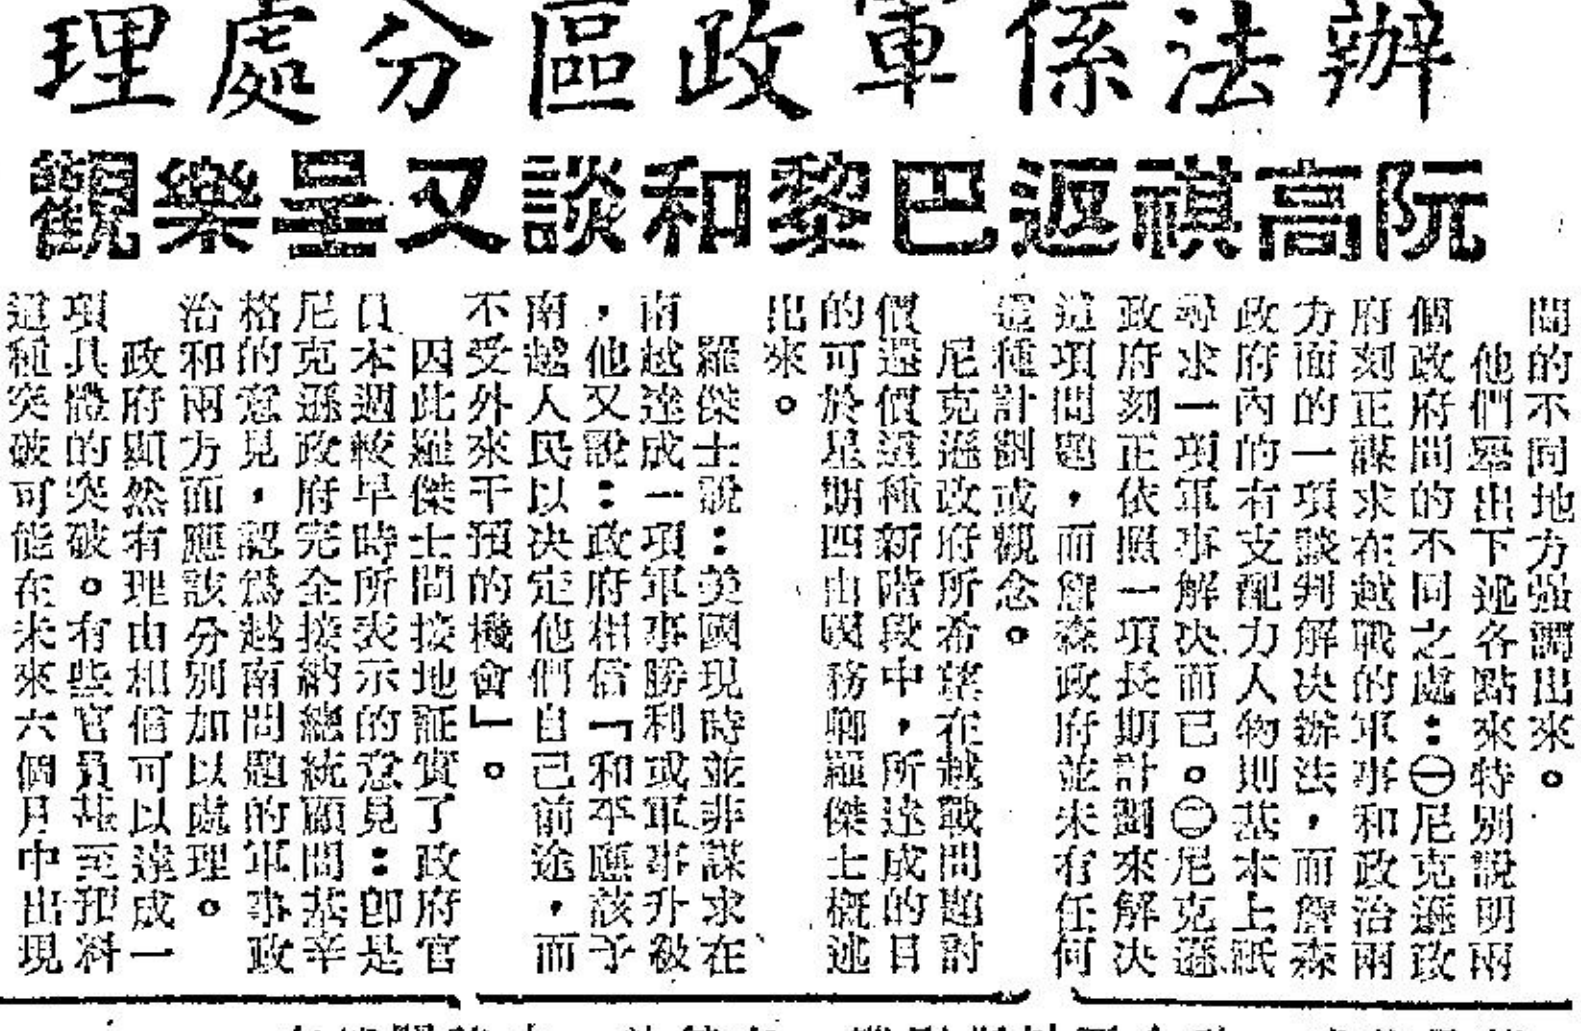 辦法係軍政區分處理
阮高祺返巴黎和談又呈樂觀
間的不同地方强調出來。
他們舉出下述各點來特別說明兩
個政府間的不同之處：㊀尼克遜政
府刻正謀求在越戰的軍事和政治兩
方面的一項談判解決辦法，而詹森
政府內的有支配力人物則基本上祇
尋求一項軍事解决而已。㊁尼克遜
政府刻正依照一項長期計劃來解决
這項問題，而詹森政府並未有任何
這種計劃或觀念。
尼克遜政府所希望在越戰問題討
價還價這種新階段中，所達成的目
的可於星期四由國務卿羅傑士概述
出來。
羅傑士說：美國現時並非謀求在
南越達成一項軍事勝利或軍事升級
，他又說：政府相信「和平應該予
南越人民以决定他們自己前途，而
不受外來干預的機會」。
因此羅傑士間接地証實了政府官
員本週較早時所表示的意見：卽是
尼克遜政府完全接納總統顧問基辛
格的意見，認爲越南問題的軍事政
治和兩方面應該分別加以處理。
政府顯然有理由相信可以達成一
項具體的突破。有些官員甚至預料
這種突破可能在未來六個月中出現